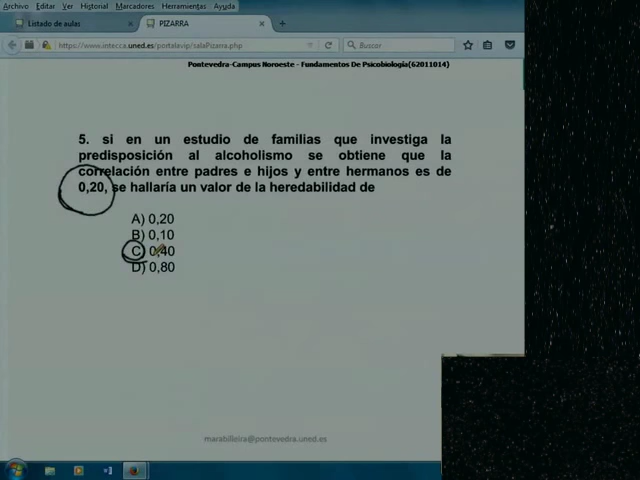 Archivo Editar Ver Historial Marcadores Herramientas Ayuda
Listado de aulas × PIZARRA × +
https://www.intecca.uned.es/portalavip/salaPizarra.php Buscar
Pontevedra-Campus Noroeste - Fundamentos De Psicobiología(62011014)
5. si en un estudio de familias que investiga la
predisposición al alcoholismo se obtiene que la
correlación entre padres e hijos y entre hermanos es de
0,20, se hallaría un valor de la heredabilidad de
A) 0,20
B) 0,10
C) 0,40
D) 0,80
marabilleira@pontevedra.uned.es